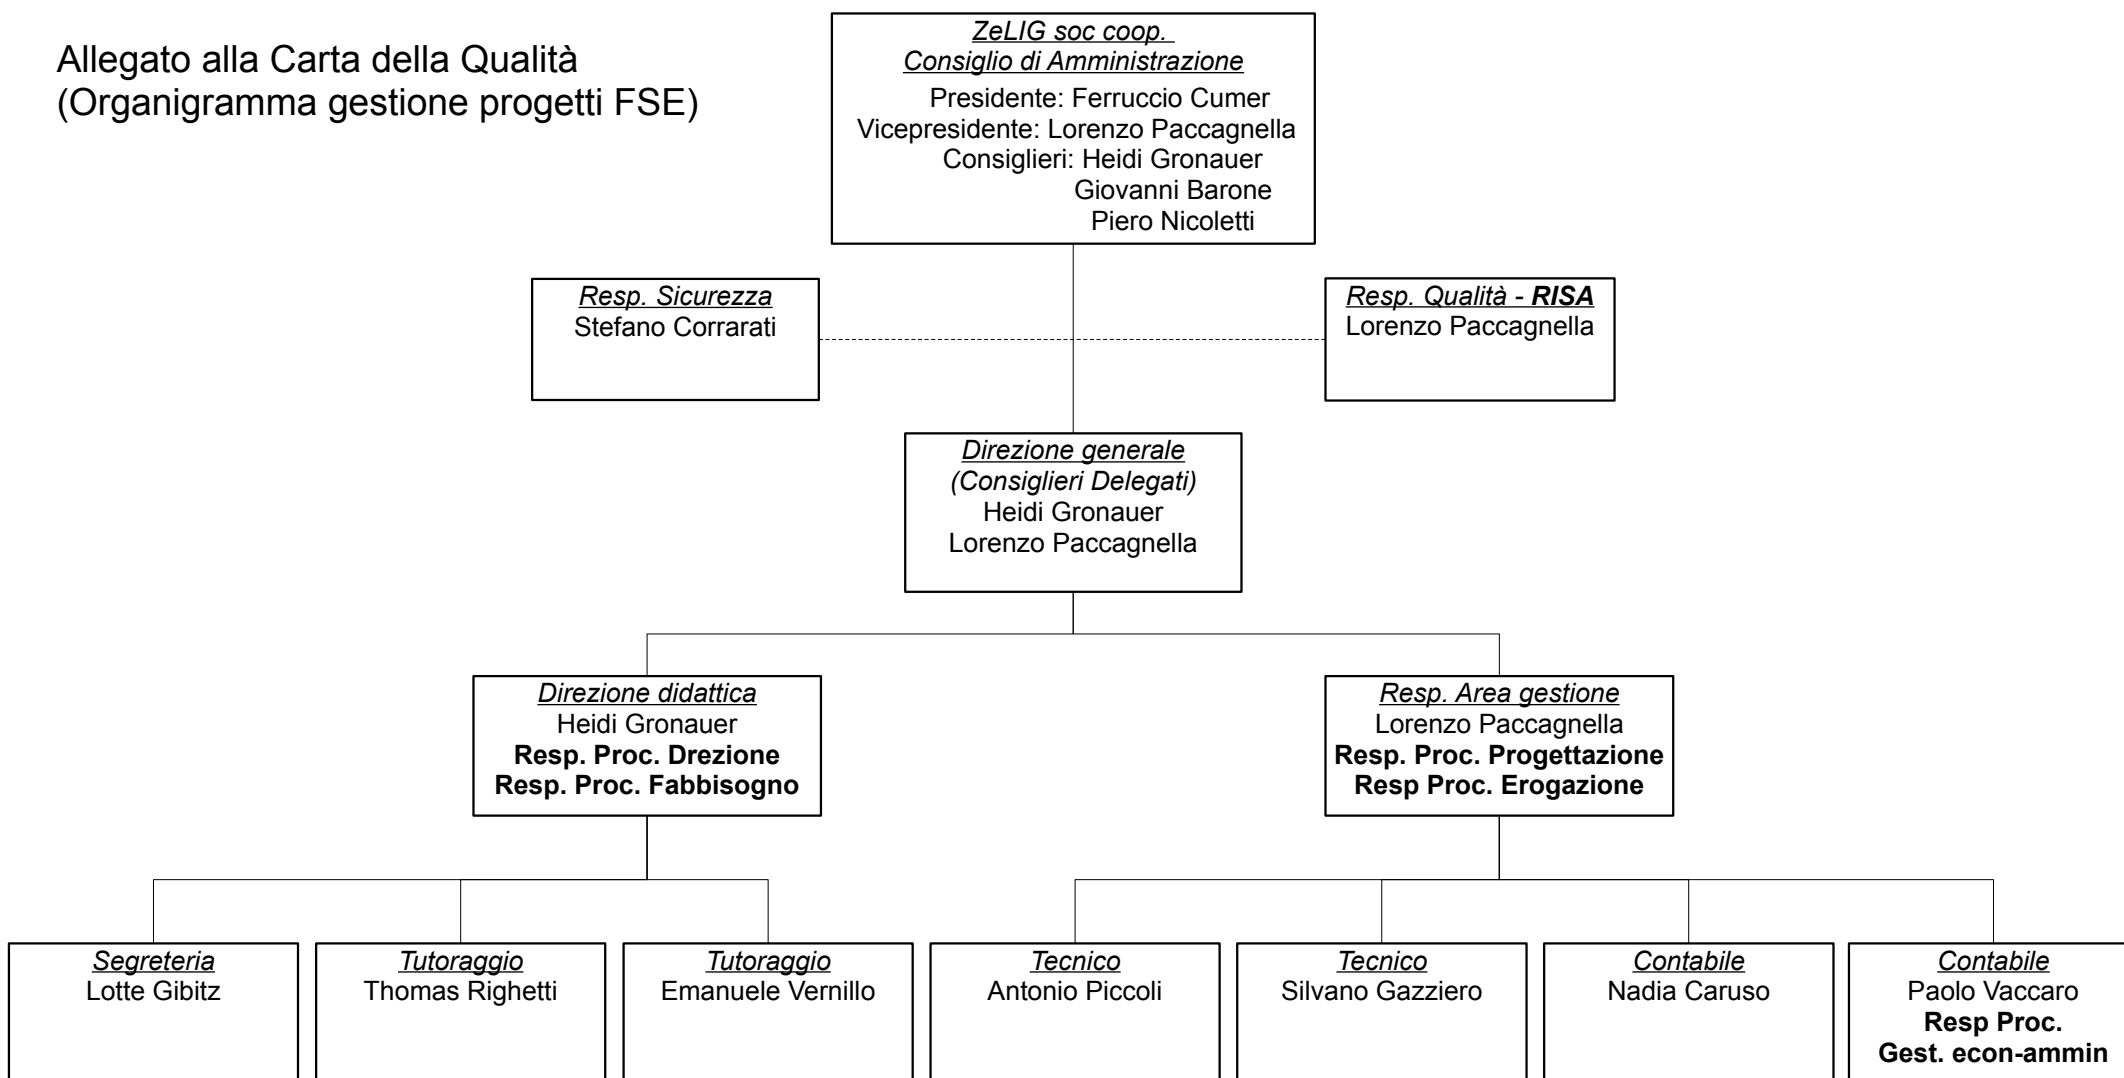 Allegato alla Carta della Qualità
(Organigramma gestione progetti FSE)
ZeLIG soc coop.
Consiglio di Amministrazione
Presidente: Ferruccio Cumer
Vicepresidente: Lorenzo Paccagnella
Consiglieri: Heidi Gronauer
Giovanni Barone
Piero Nicoletti
Resp. Sicurezza
Stefano Corrarati
Resp. Qualità - RISA
Lorenzo Paccagnella
Direzione generale
(Consiglieri Delegati)
Heidi Gronauer
Lorenzo Paccagnella
Direzione didattica
Heidi Gronauer
Resp. Proc. Drezione
Resp. Proc. Fabbisogno
Resp. Area gestione
Lorenzo Paccagnella
Resp. Proc. Progettazione
Resp Proc. Erogazione
Segreteria
Lotte Gibitz
Tutoraggio
Thomas Righetti
Tutoraggio
Emanuele Vernillo
Tecnico
Antonio Piccoli
Tecnico
Silvano Gazziero
Contabile
Nadia Caruso
Contabile
Paolo Vaccaro
Resp Proc.
Gest. econ-ammin